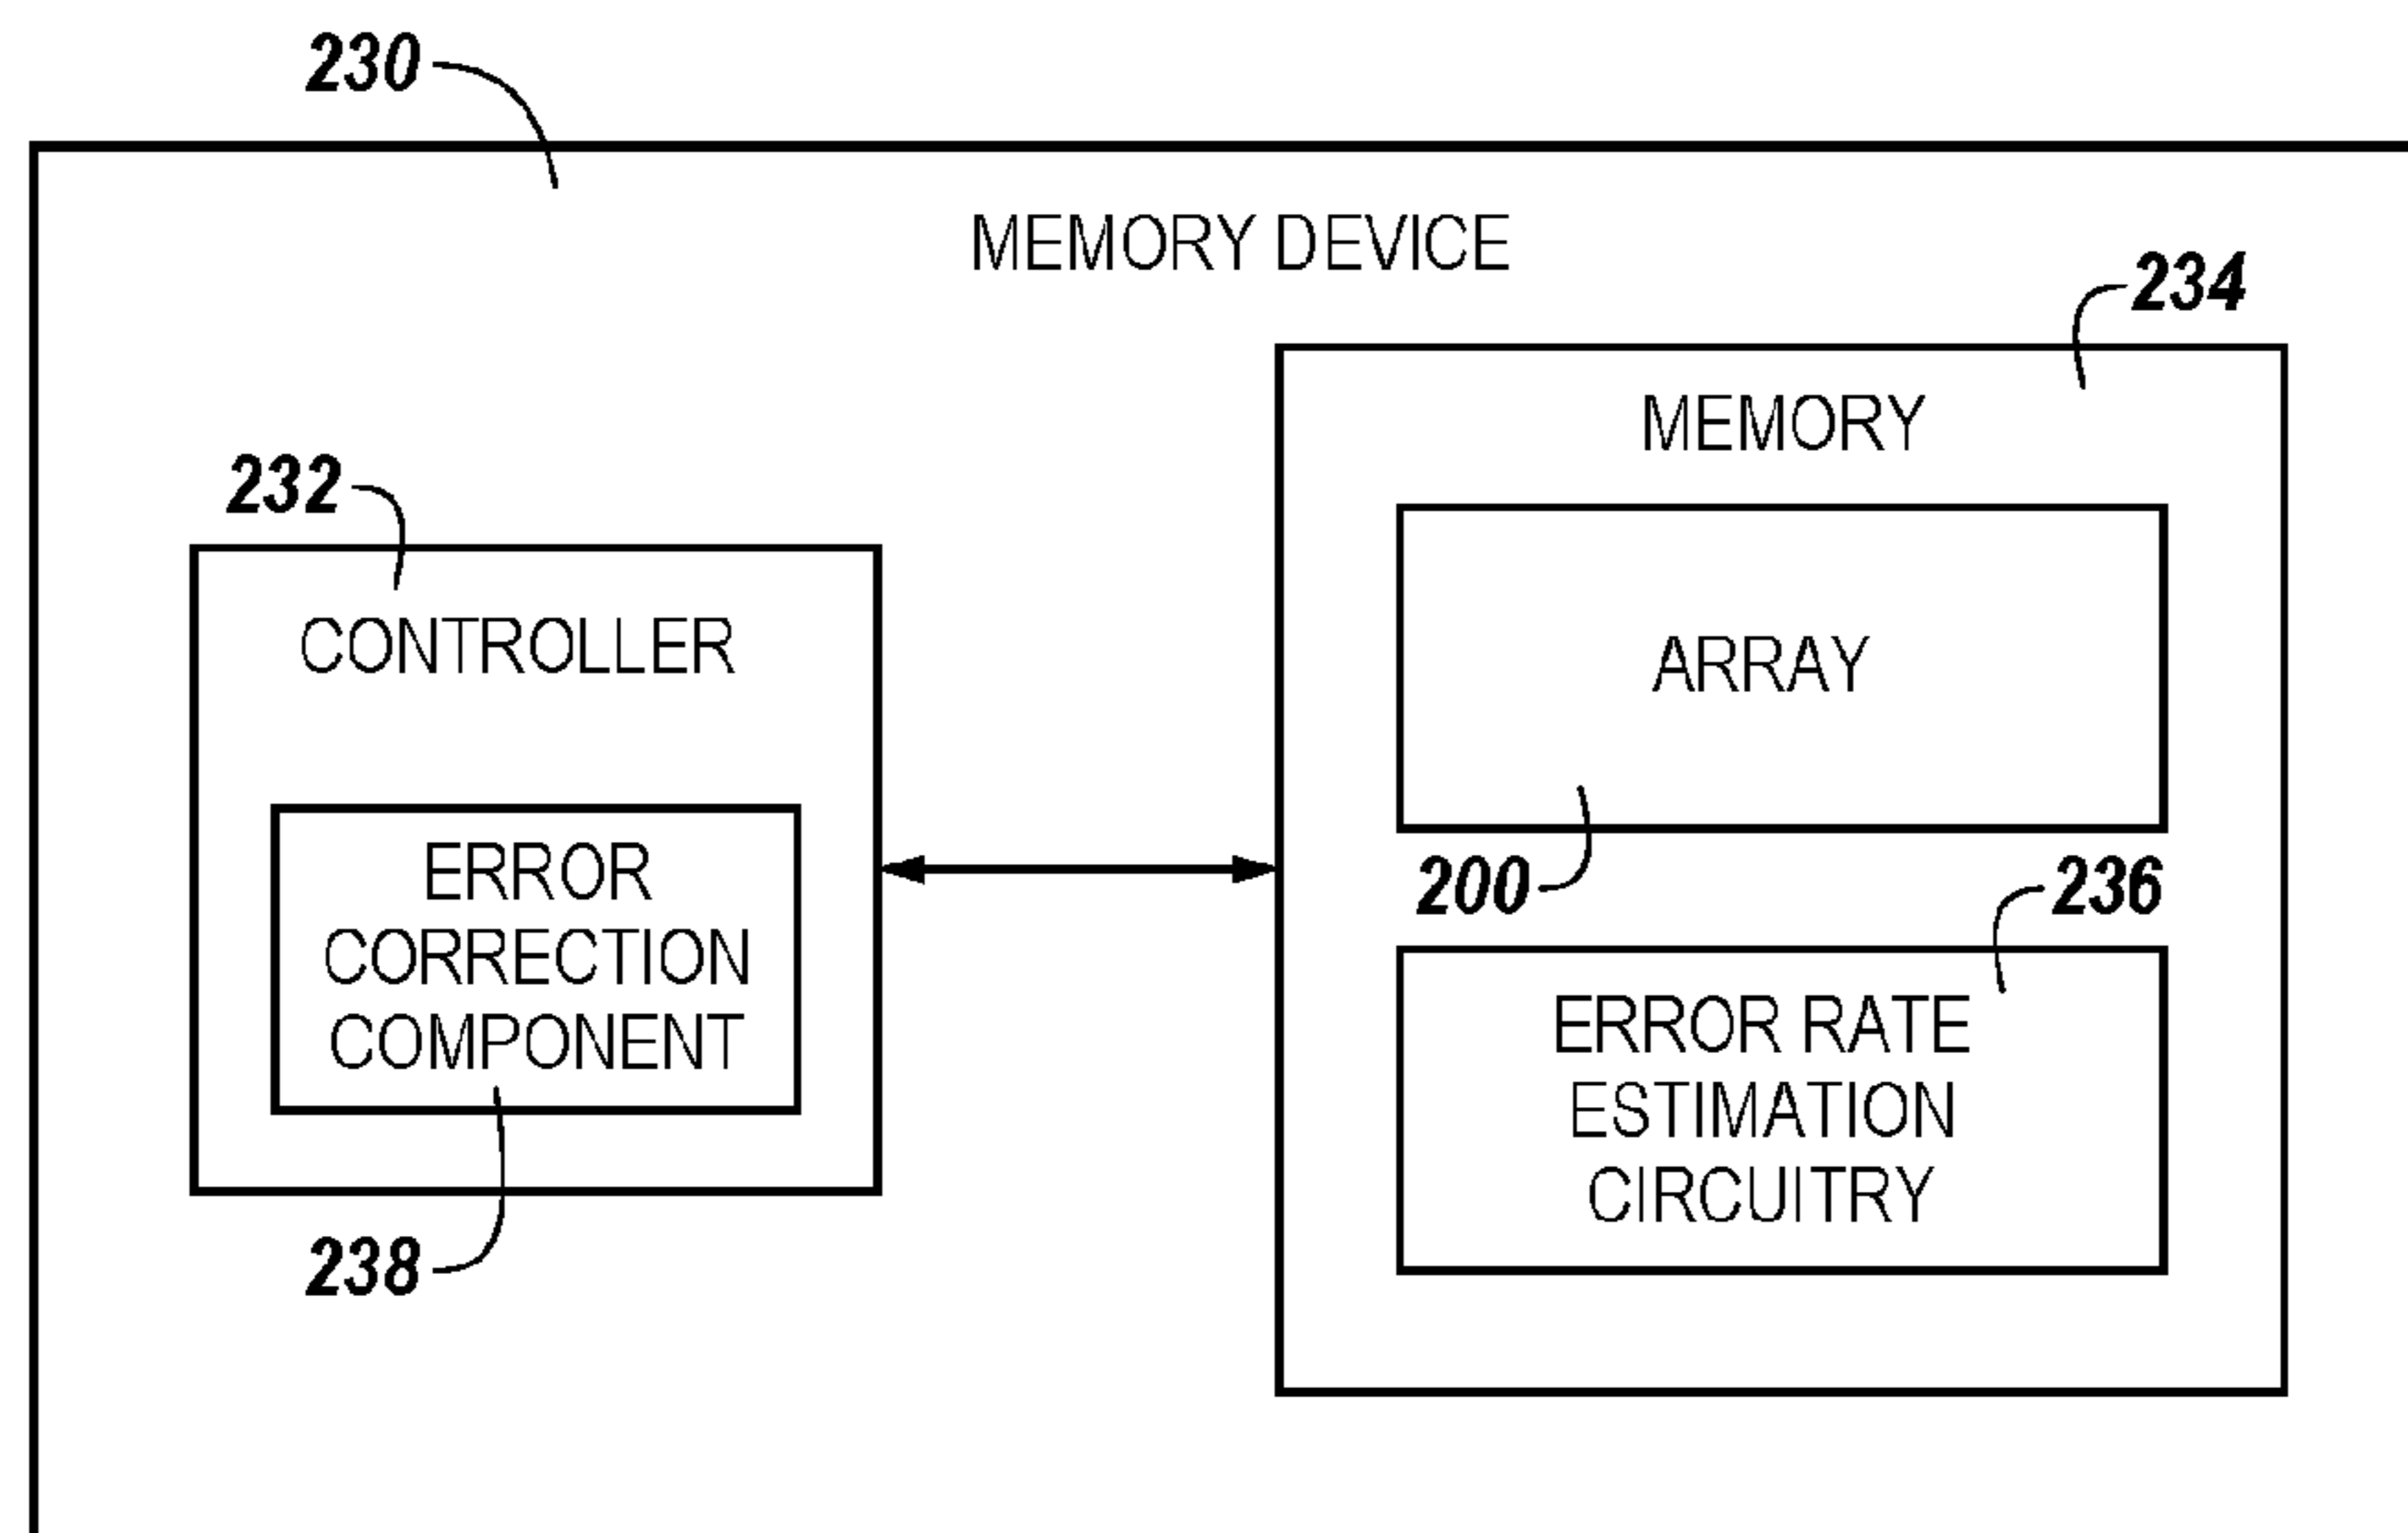 230
MEMORY DEVICE
234
MEMORY
232
CONTROLLER
ARRAY
ERROR
CORRECTION
COMPONENT
200
236
ERROR RATE
ESTIMATION
CIRCUITRY
238